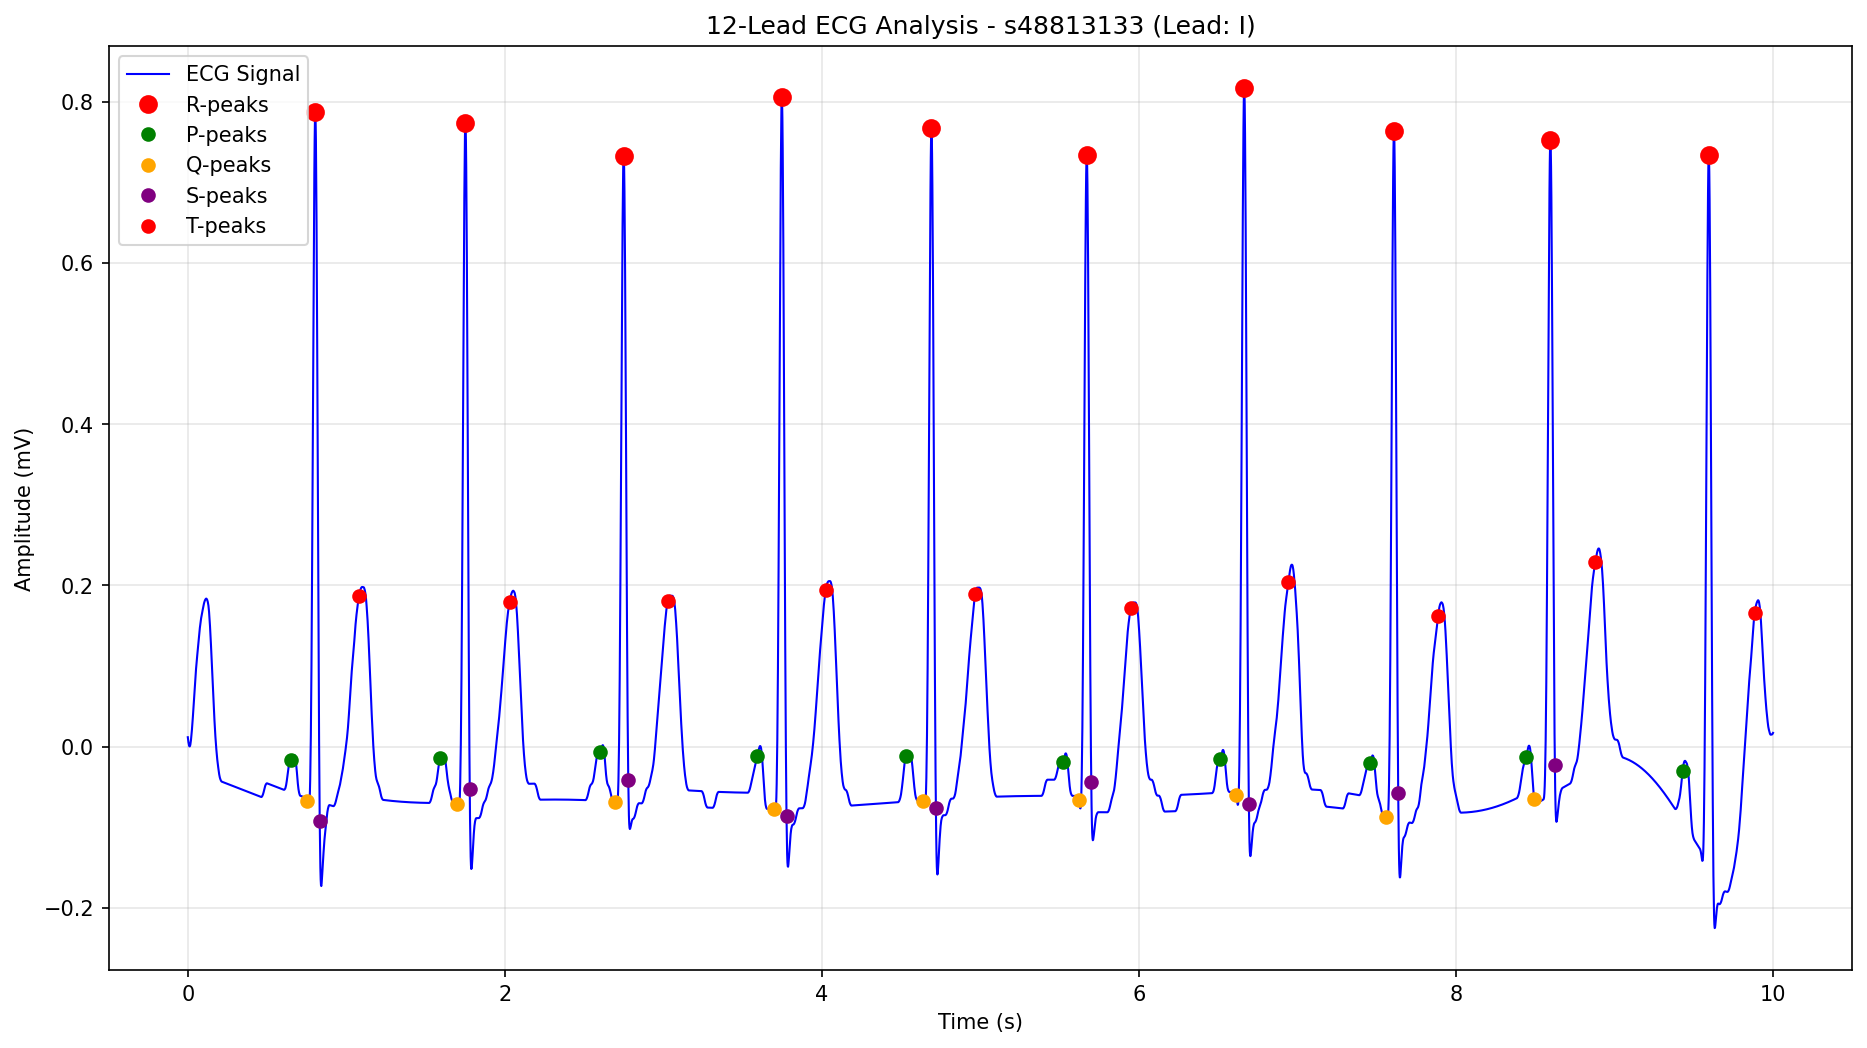 12-Lead ECG Analysis - s48813133 (Lead: I)
ECG Signal
R-peaks
P-peaks
Q-peaks
S-peaks
T-peaks
Amplitude (mV)
0.8
0.6
0.4
0.2
0.0
−0.2
0 2 4 6 8 10
Time (s)